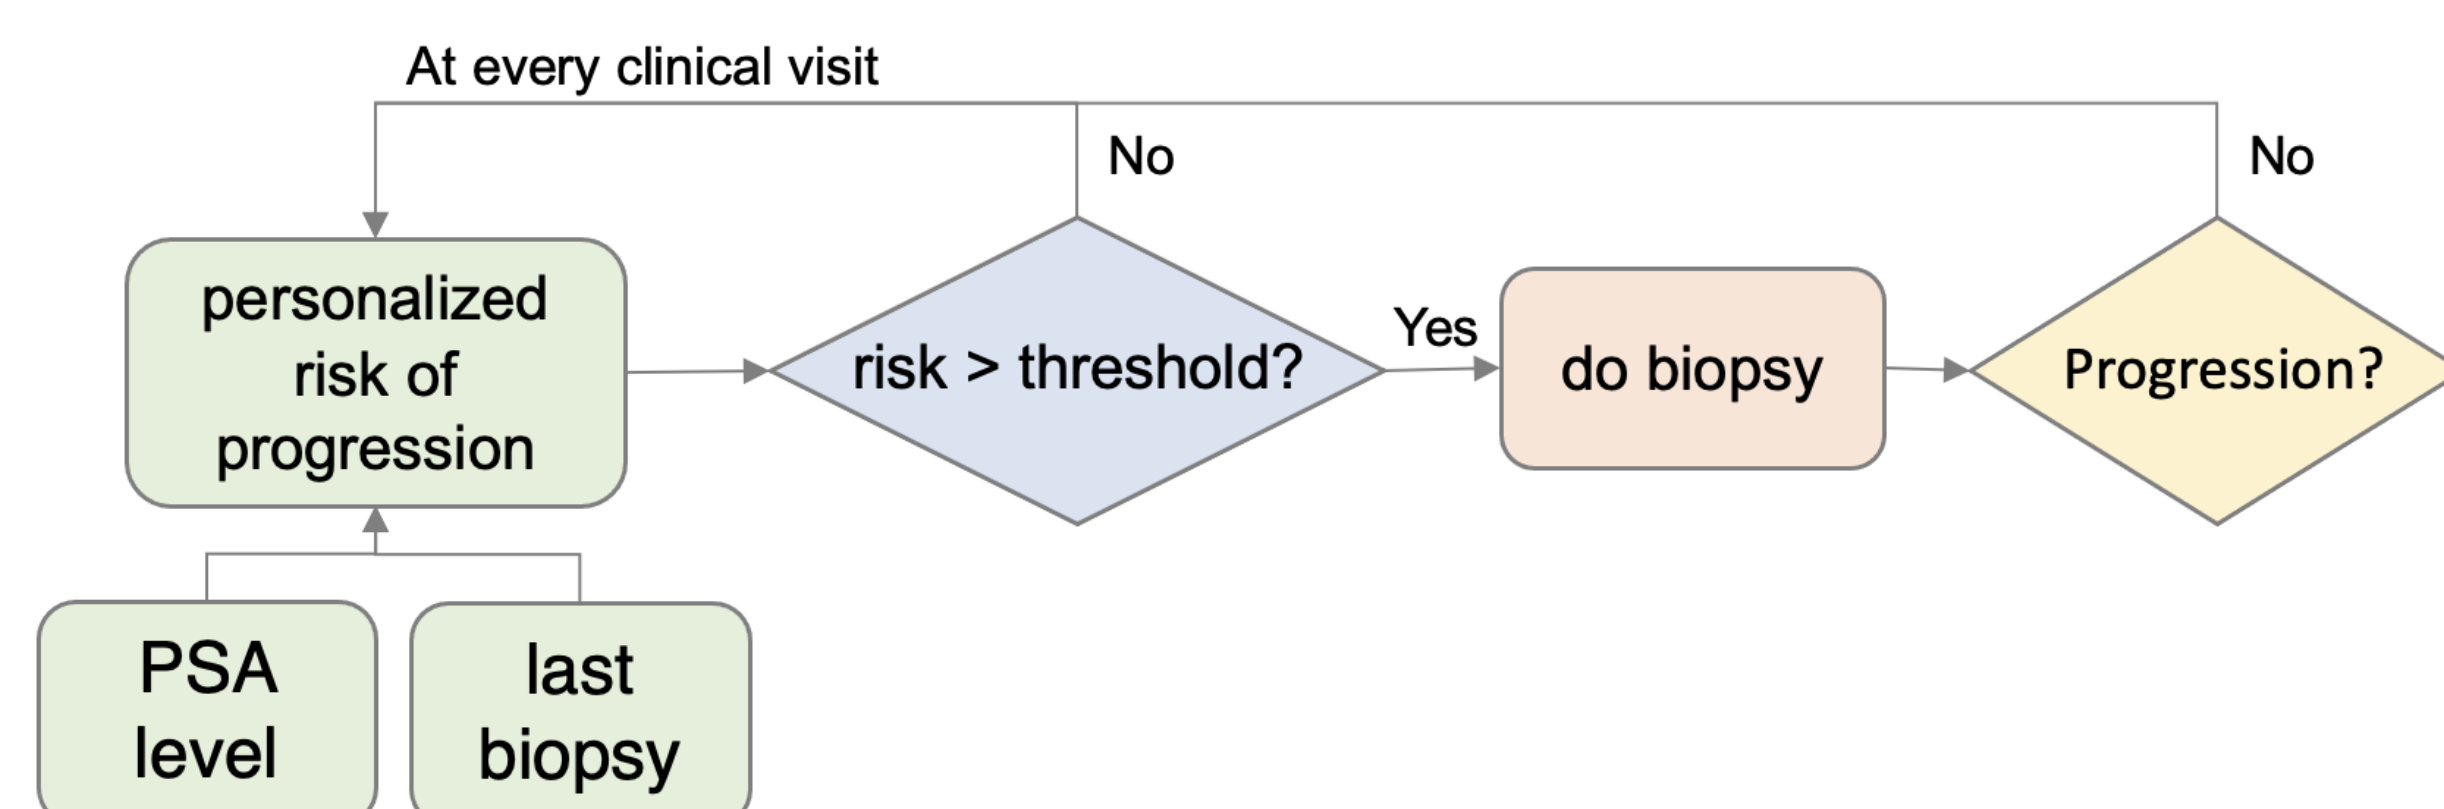 At every clinical visit
No
No
personalized
risk of
progression
risk > threshold?
Yes
do biopsy
Progression?
PSA
level
last
biopsy